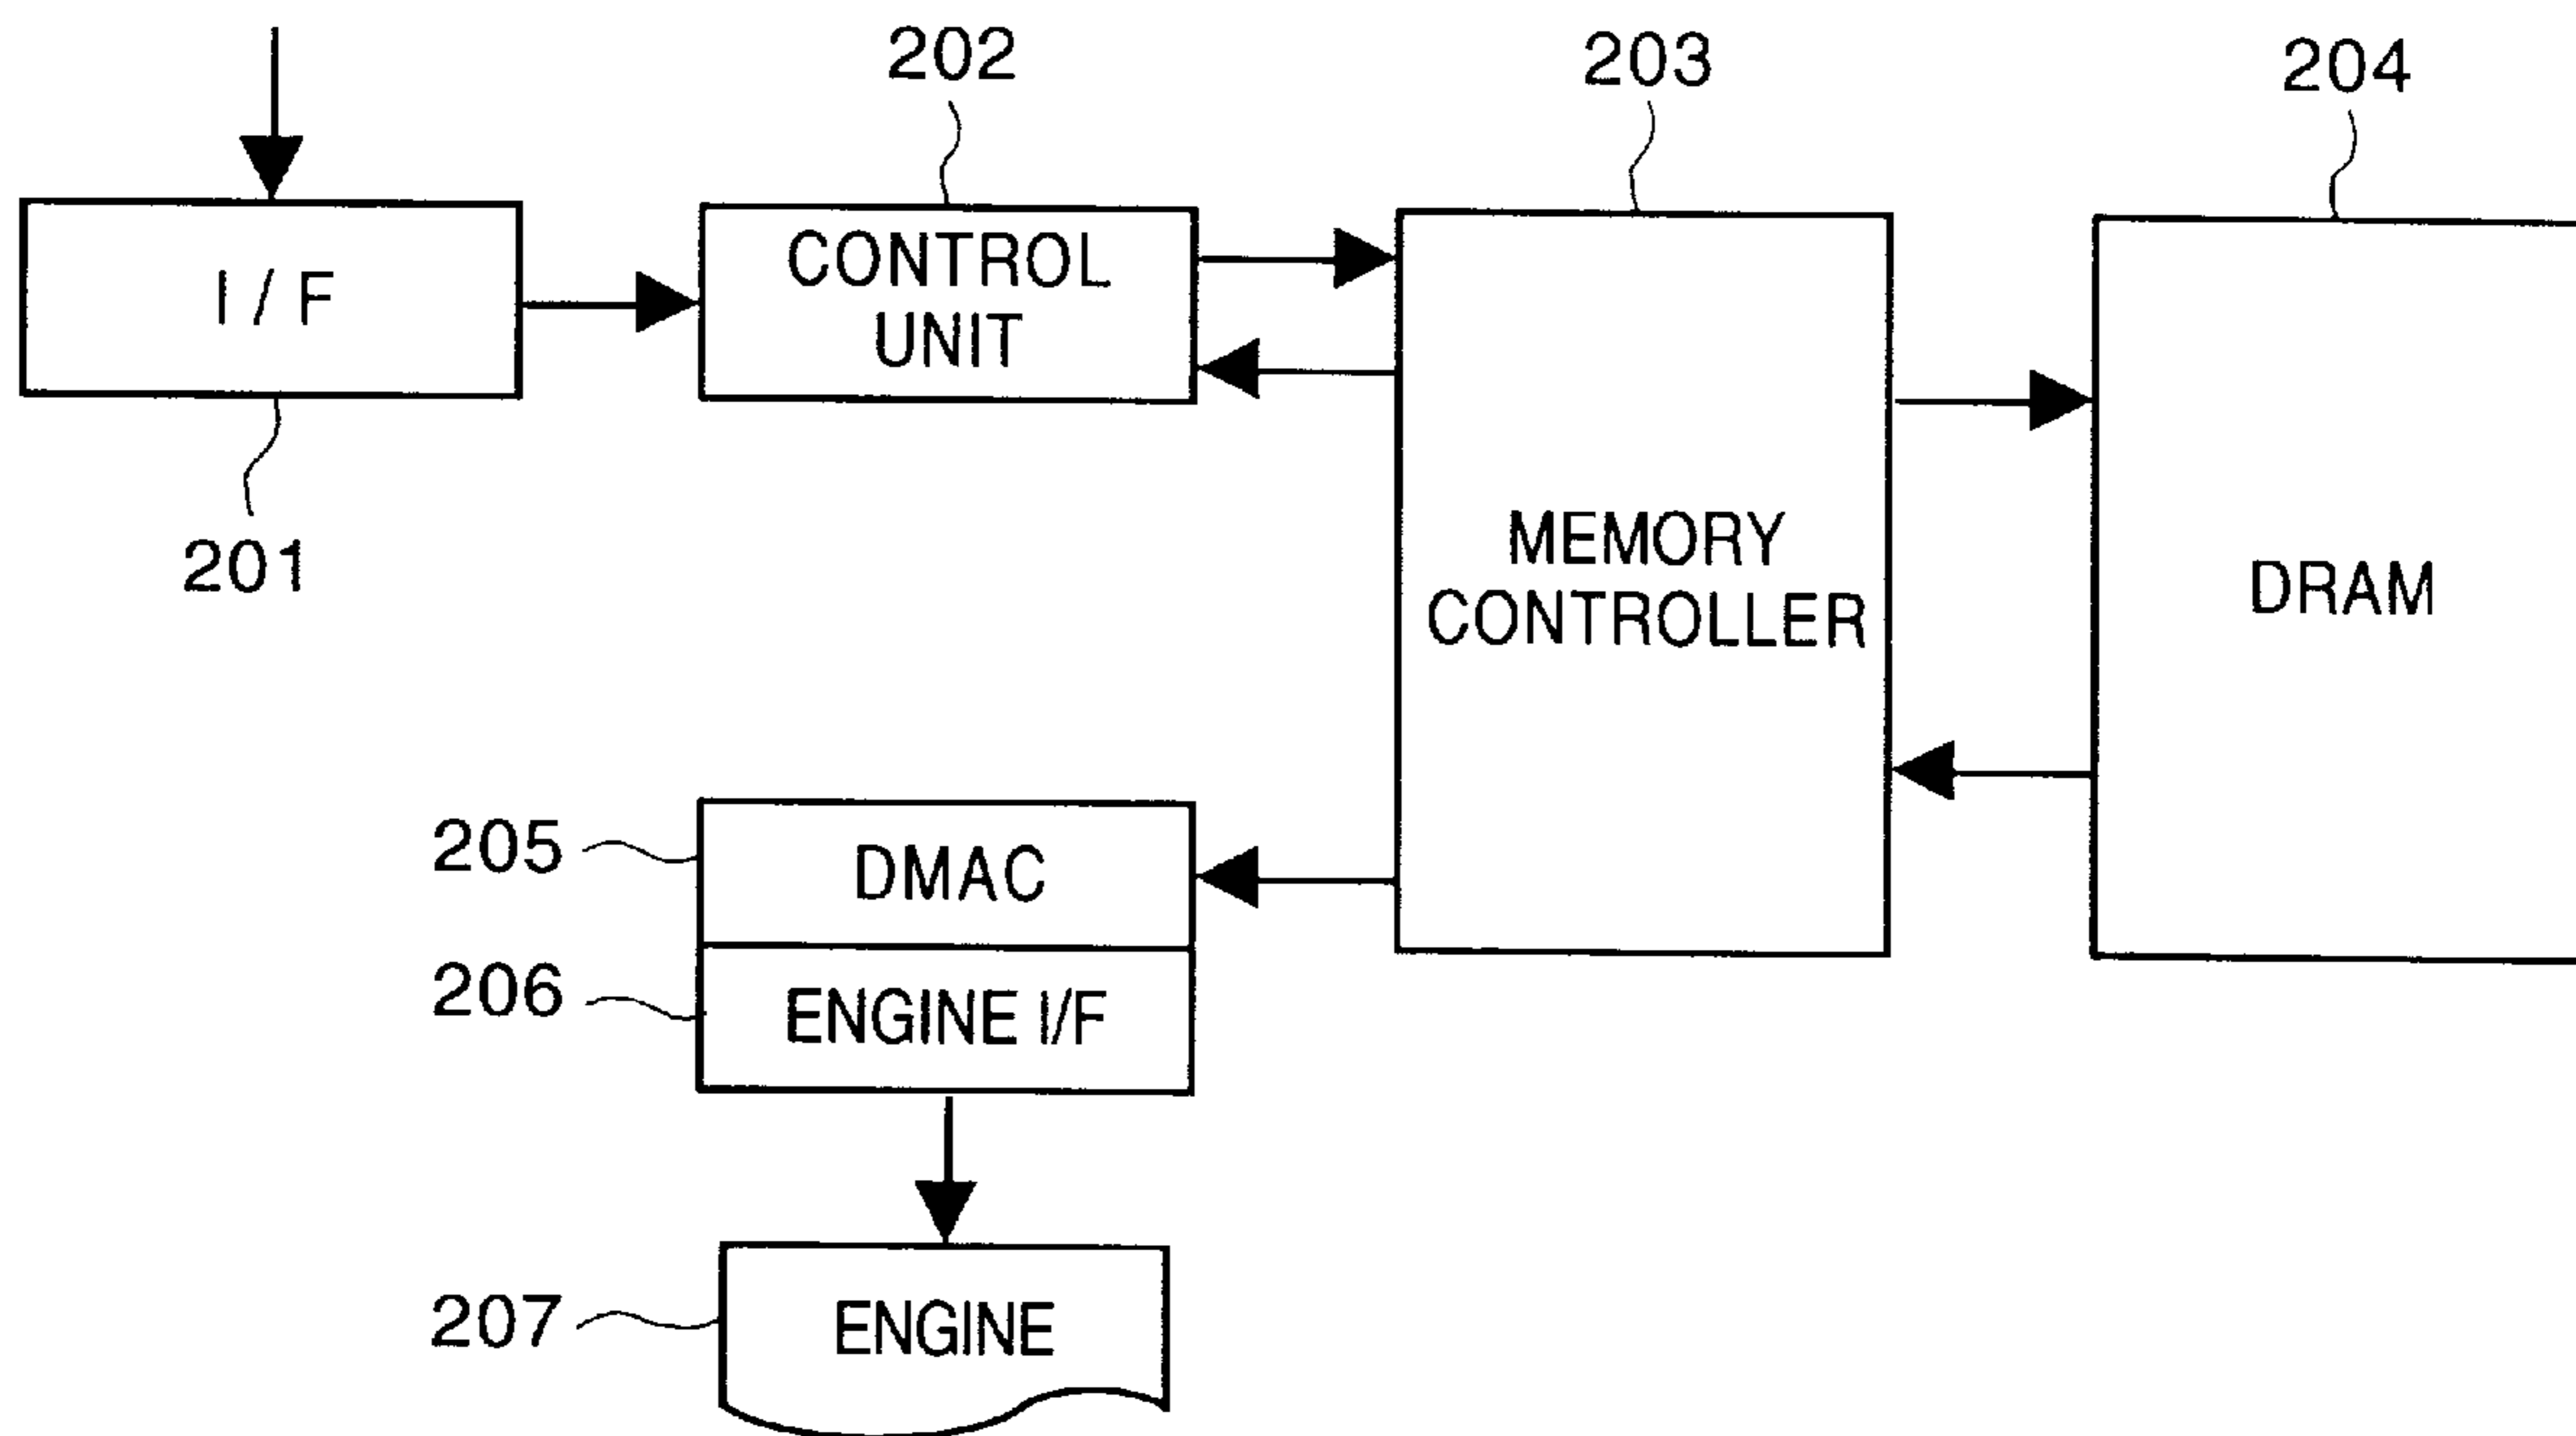 202
203
204
I / F
CONTROL
UNIT
201
MEMORY
CONTROLLER
DRAM
205
DMAC
206
ENGINE I/F
207
ENGINE